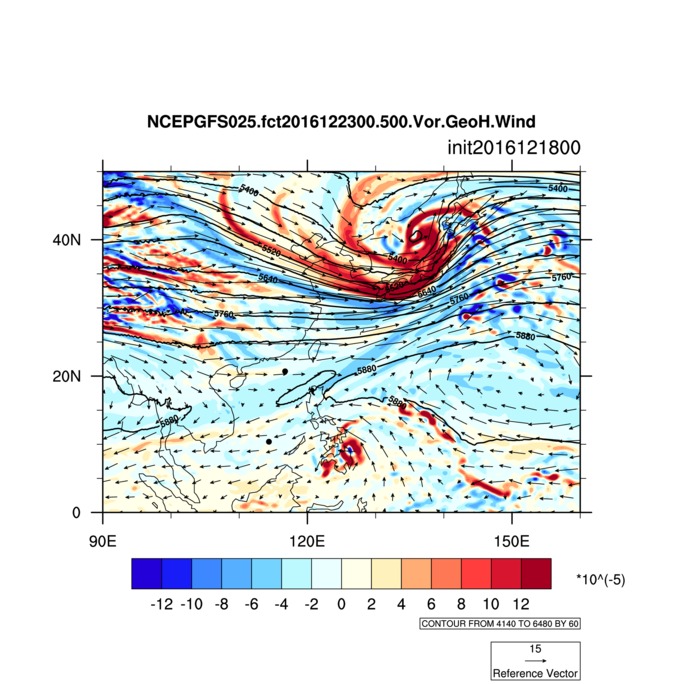 NCEPGFS025.fct2016122300.500.Vor.GeoH.Wind
init2016121800
5400
5400
40N
5520
5400
5640
5640
5760
5760
5760
5880
20N
5880
5880
5880
0
90E 120E 150E
-12 -10 -8 -6 -4 -2 0 2 4 6 8 10 12 *10^(-5)
CONTOUR FROM 4140 TO 6480 BY 60
15
Reference Vector